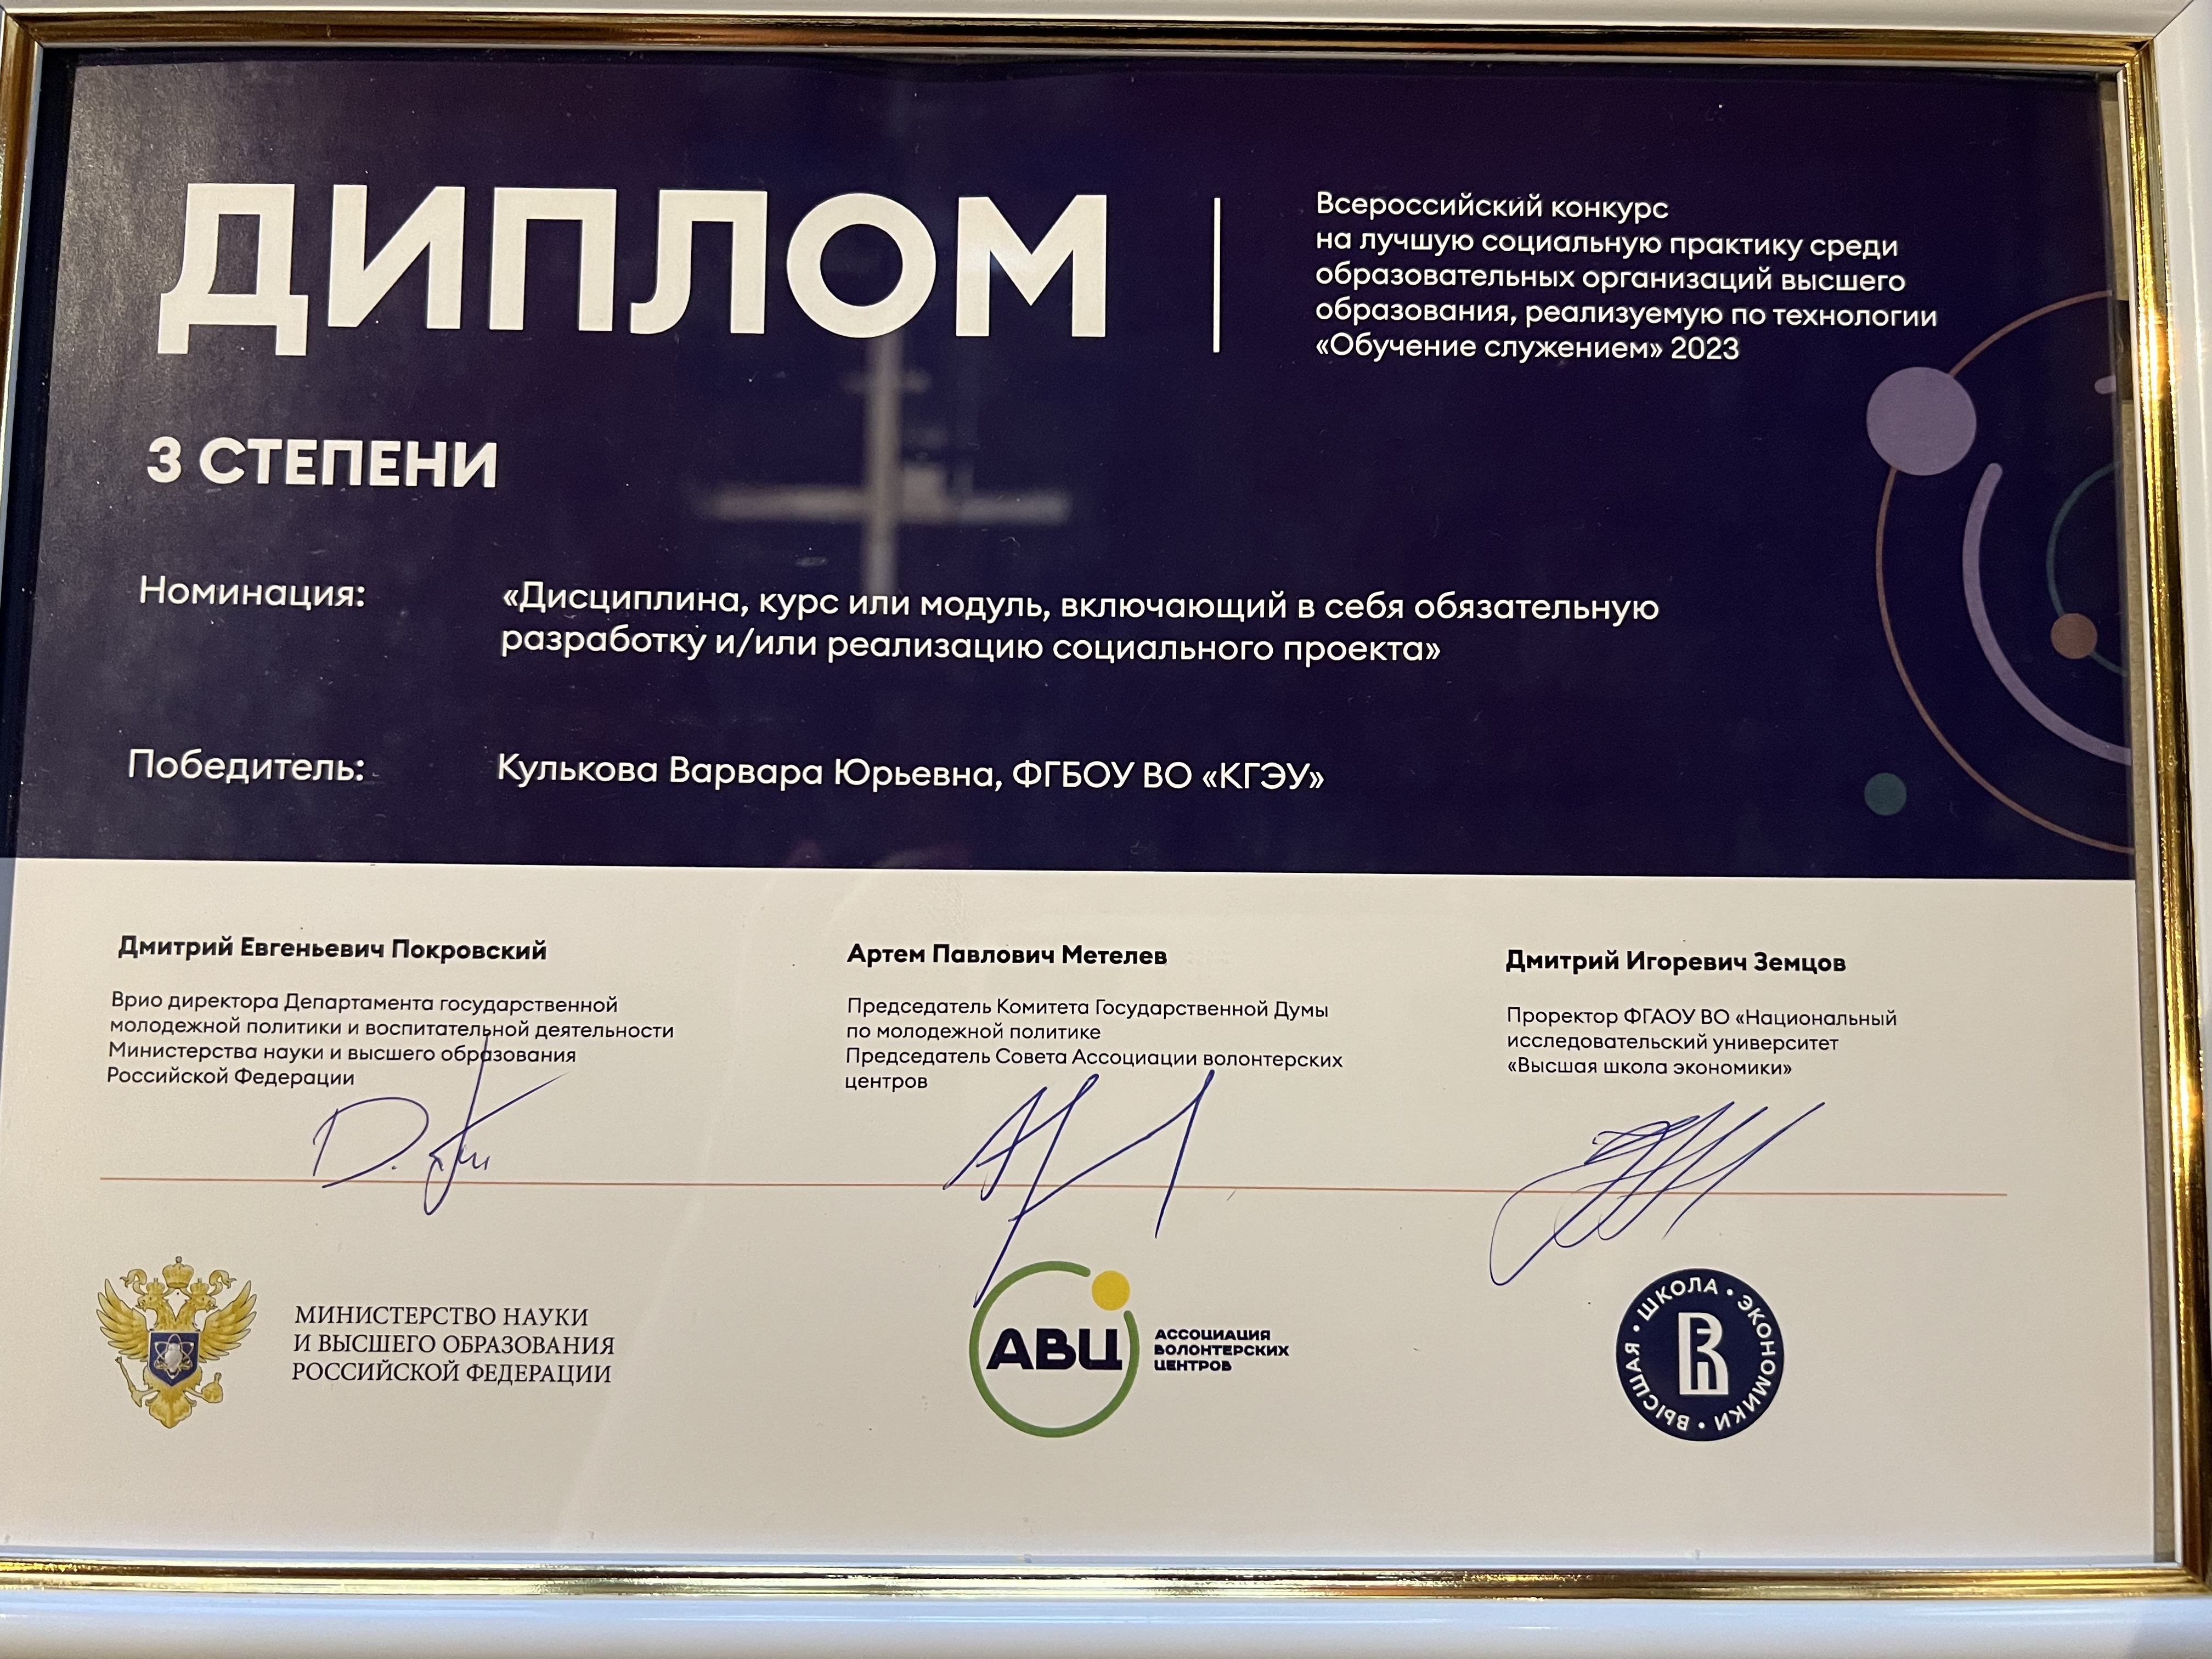 ДИПЛОМ
Всероссийский конкурс
на лучшую социальную практику среди
образовательных организаций высшего
образования, реализуемую по технологии
«Обучение служением» 2023
3 СТЕПЕНИ
Номинация:
«Дисциплина, курс или модуль, включающий в себя обязательную
разработку и/или реализацию социального проекта»
Победитель:
Кулькова Варвара Юрьевна, ФГБОУ ВО «КГЭУ»
Дмитрий Евгеньевич Покровский
Врио директора Департамента государственной
молодежной политики и воспитательной деятельности
Министерства науки и высшего образования
Российской Федерации
Артем Павлович Метелев
Председатель Комитета Государственной Думы
по молодежной политике
Председатель Совета Ассоциации волонтерских
центров
Дмитрий Игоревич Земцов
Проректор ФГАОУ ВО «Национальный
исследовательский университет
«Высшая школа экономики»
МИНИСТЕРСТВО НАУКИ
И ВЫСШЕГО ОБРАЗОВАНИЯ
РОССИЙСКОЙ ФЕДЕРАЦИИ
АВЦ
АССОЦИАЦИЯ
ВОЛОНТЕРСКИХ
ЦЕНТРОВ
ВЫСШАЯ • ШКОЛА • ЭКОНОМИКИ •